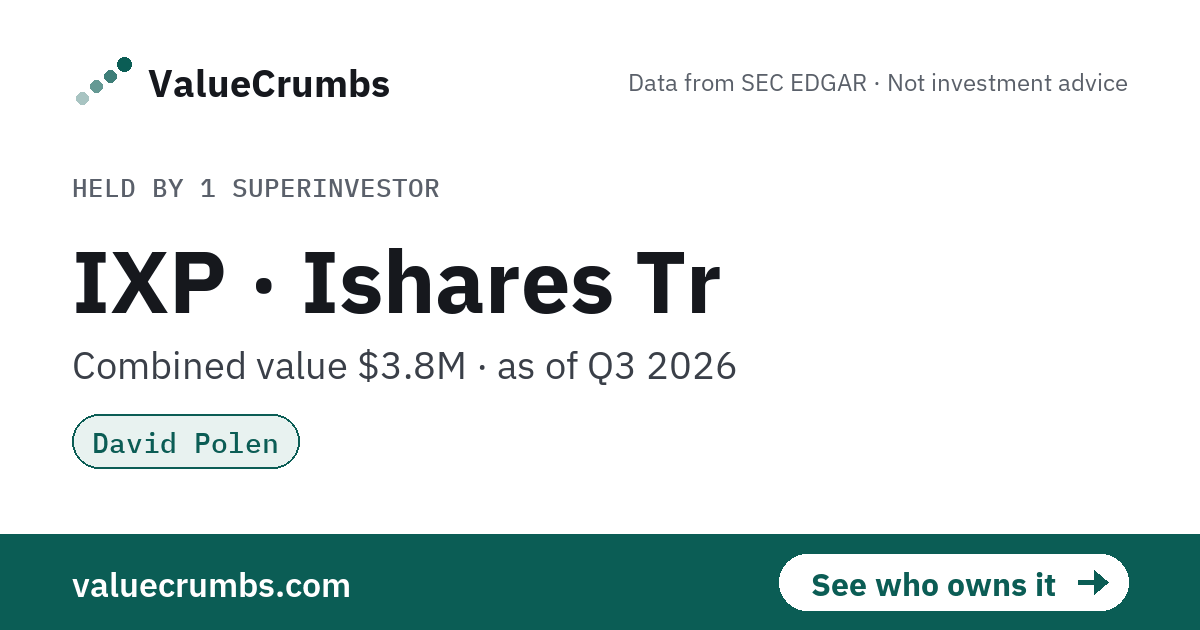 ValueCrumbs
Data from SEC EDGAR · Not investment advice
HELD BY 1 SUPERINVESTOR
IXP · Ishares Tr
Combined value $3.8M · as of Q3 2026
David Polen
valuecrumbs.com
See who owns it →